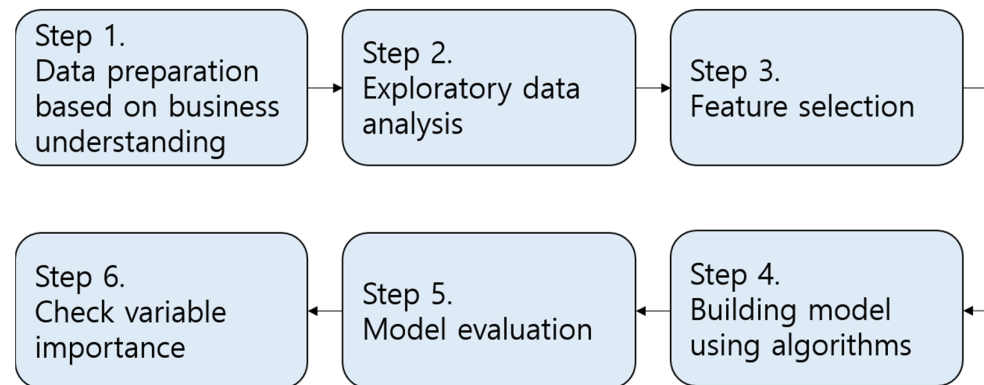 Step 1.
Data preparation
based on business
understanding
Step 2.
Exploratory data
analysis
Step 3.
Feature selection
Step 4.
Building model
using algorithms
Step 5.
Model evaluation
Step 6.
Check variable
importance